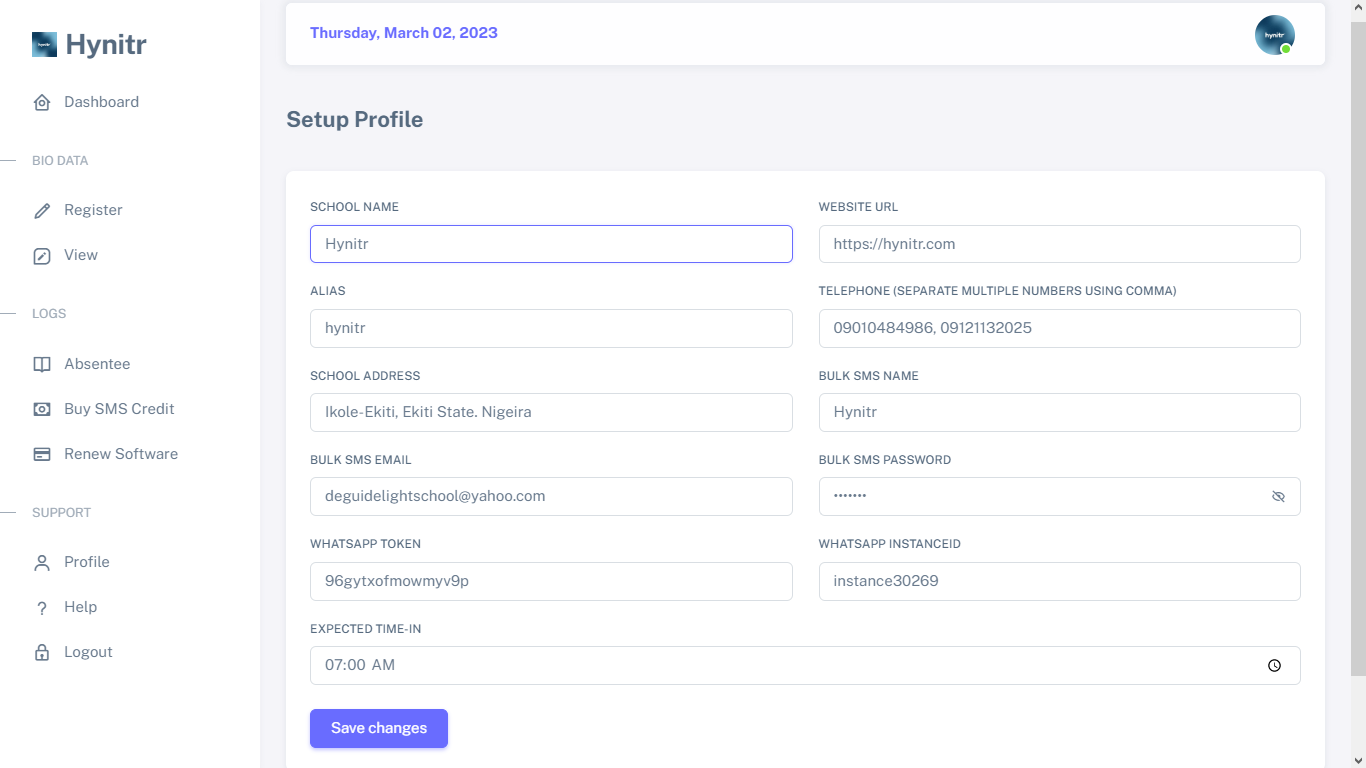 Hynitr
Dashboard
BIO DATA
Register
View
LOGS
Absentee
Buy SMS Credit
Renew Software
SUPPORT
Profile
? Help
Logout
Thursday, March 02, 2023
hynitr
Setup Profile
SCHOOL NAME
Hynitr
WEBSITE URL
https://hynitr.com
ALIAS
hynitr
TELEPHONE (SEPARATE MULTIPLE NUMBERS USING COMMA)
09010484986, 09121132025
SCHOOL ADDRESS
Ikole-Ekiti, Ekiti State. Nigeira
BULK SMS NAME
Hynitr
BULK SMS EMAIL
deguidelightschool@yahoo.com
BULK SMS PASSWORD
•••••••
WHATSAPP TOKEN
96gytxofmowmyv9p
WHATSAPP INSTANCEID
instance30269
EXPECTED TIME-IN
07:00 AM
Save changes